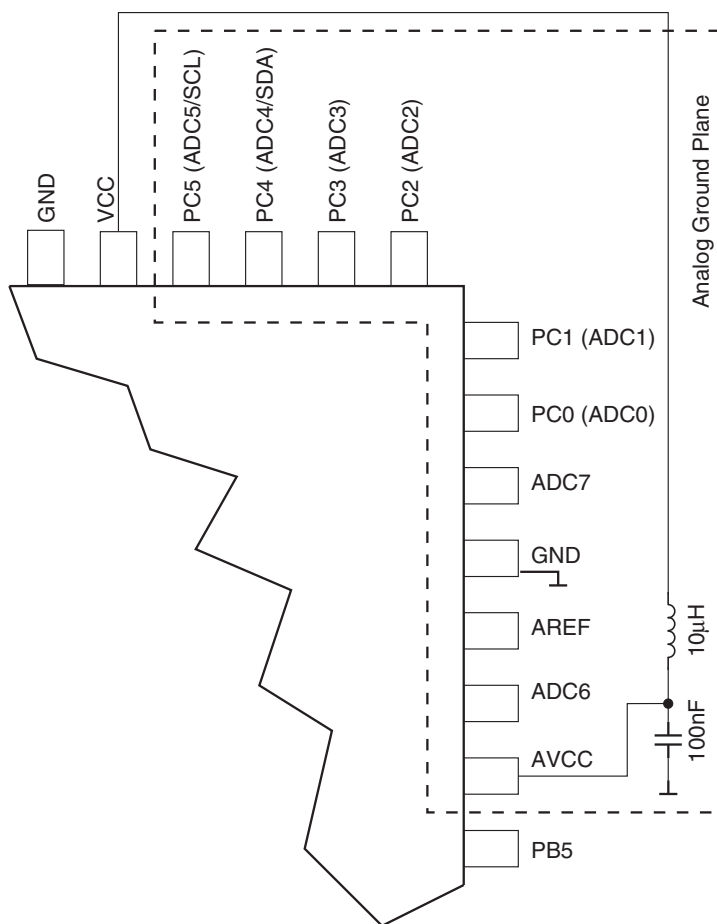 GND
VCC
PC5 (ADC5/SCL)
PC4 (ADC4/SDA)
PC3 (ADC3)
PC2 (ADC2)
Analog Ground Plane
PC1 (ADC1)
PC0 (ADC0)
ADC7
GND
AREF
ADC6
AVCC
PB5
10μH
100nF